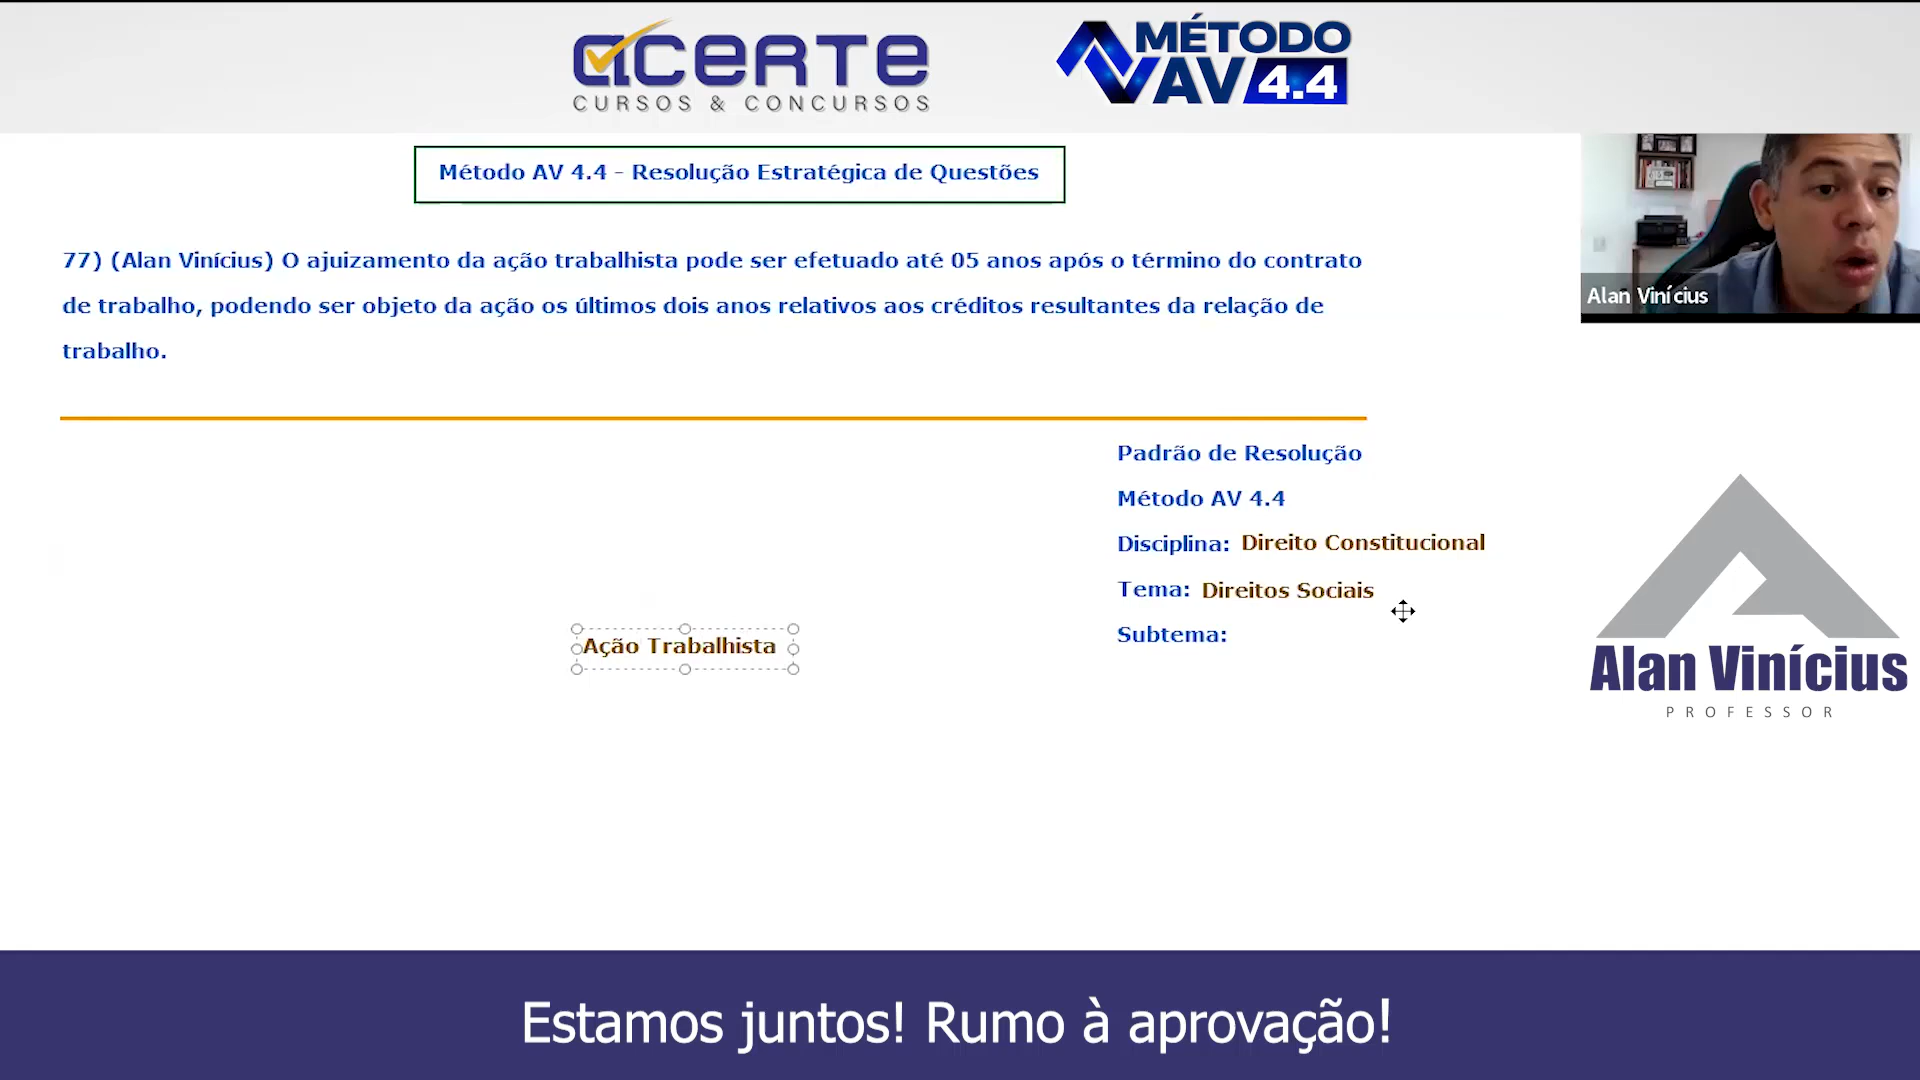 acerte
CURSOS & CONCURSOS
MÉTODO
AV 4.4
Método AV 4.4 - Resolução Estratégica de Questões
77) (Alan Vinícius) O ajuizamento da ação trabalhista pode ser efetuado até 05 anos após o término do contrato
de trabalho, podendo ser objeto da ação os últimos dois anos relativos aos créditos resultantes da relação de
trabalho.
Alan Vinícius
Padrão de Resolução
Método AV 4.4
Disciplina: Direito Constitucional
Tema: Direitos Sociais
Subtema:
Ação Trabalhista
Alan Vinícius
PROFESSOR
Estamos juntos! Rumo à aprovação!